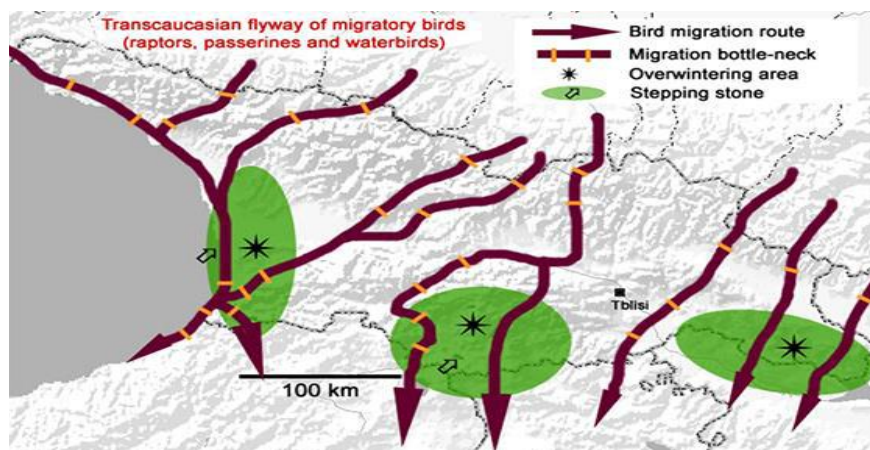 Transcaucasian flyway of migratory birds
(raptors, passerines and waterbirds)
Bird migration route
Migration bottle-neck
Overwintering area
Stepping stone
Tbilisi
100 km